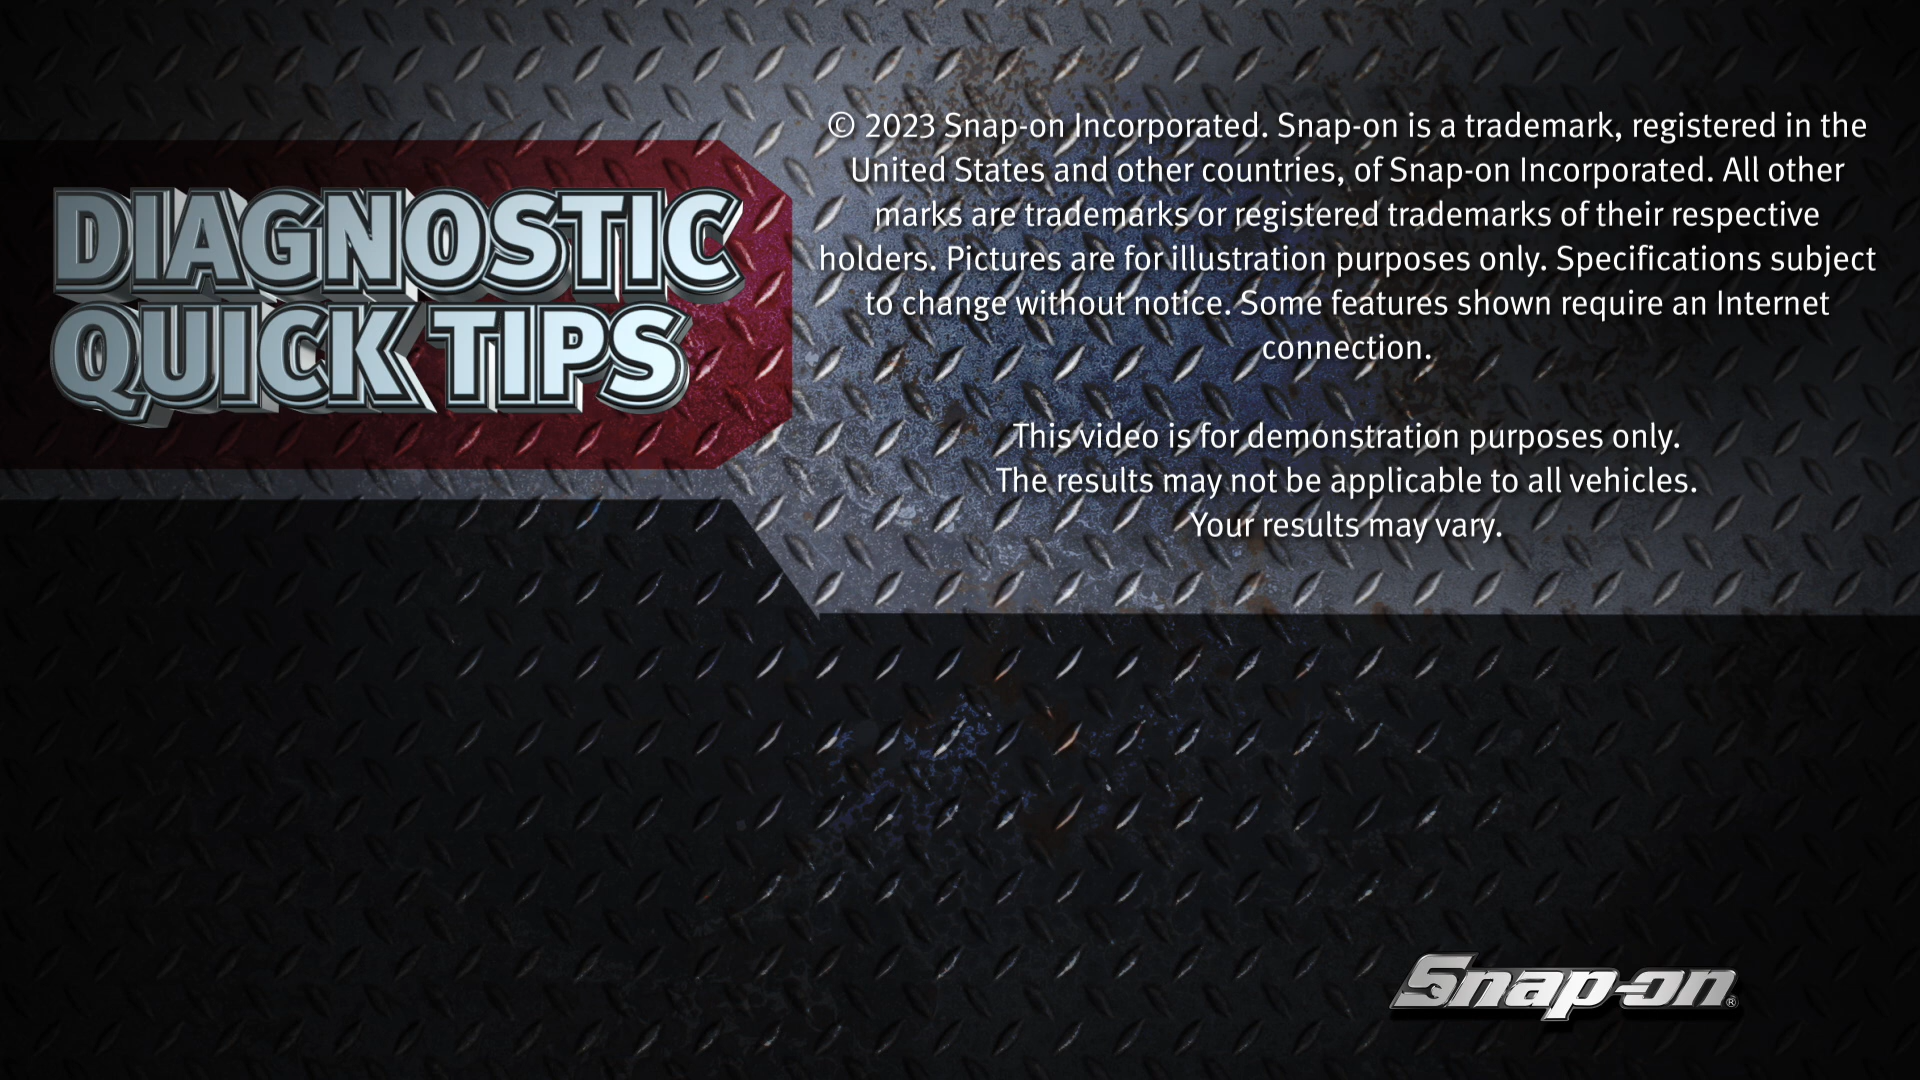 DIAGNOSTIC
QUICK TIPS
© 2023 Snap-on Incorporated. Snap-on is a trademark, registered in the
United States and other countries, of Snap-on Incorporated. All other
marks are trademarks or registered trademarks of their respective
holders. Pictures are for illustration purposes only. Specifications subject
to change without notice. Some features shown require an Internet
connection.
This video is for demonstration purposes only.
The results may not be applicable to all vehicles.
Your results may vary.
Snap-on®